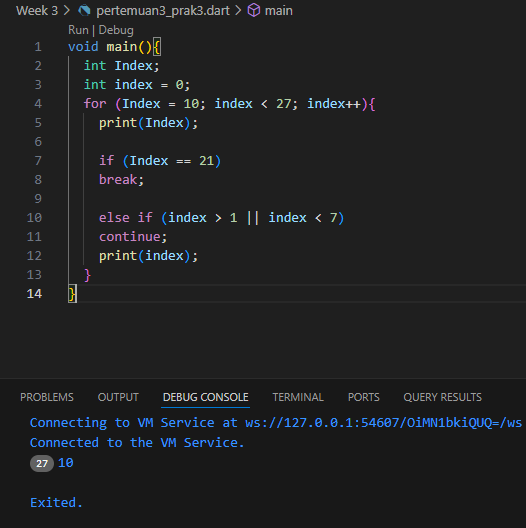 Week 3 > pertemuan3_prak3.dart > main
Run | Debug
1 void main(){
2 int Index;
3 int index = 0;
4 for (Index = 10; index < 27; index++){
5 print(Index);
6
7 if (Index == 21)
8 break;
9
10 else if (index > 1 || index < 7)
11 continue;
12 print(index);
13 }
14 }
PROBLEMS OUTPUT DEBUG CONSOLE TERMINAL PORTS QUERY RESULTS
Connecting to VM Service at ws://127.0.0.1:54607/OiMN1bkiQUQ=/ws
Connected to the VM Service.
27 10
Exited.